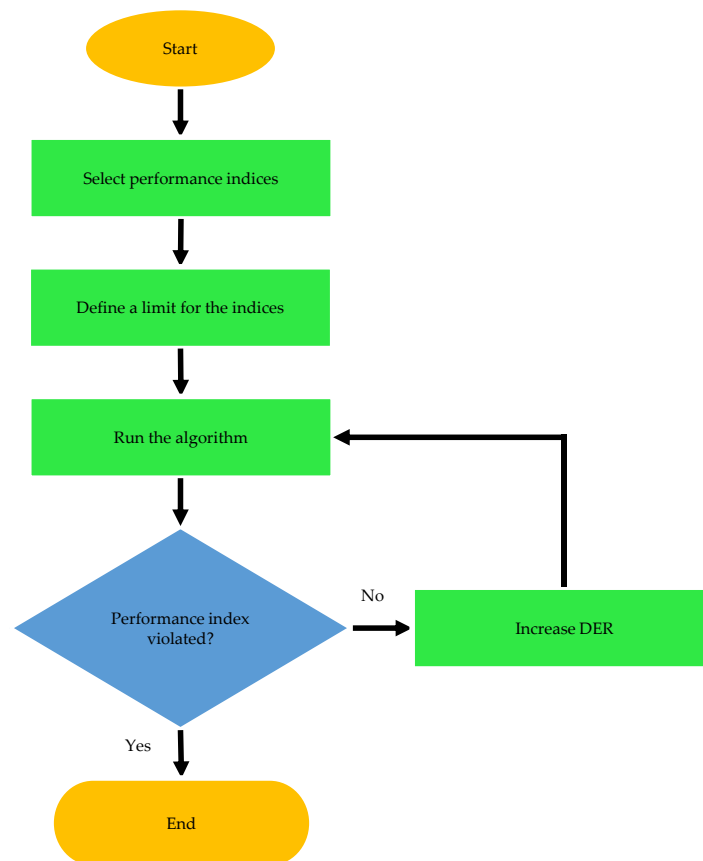 Start
Select performance indices
Define a limit for the indices
Run the algorithm
Performance index
violated?
No
Increase DER
Yes
End